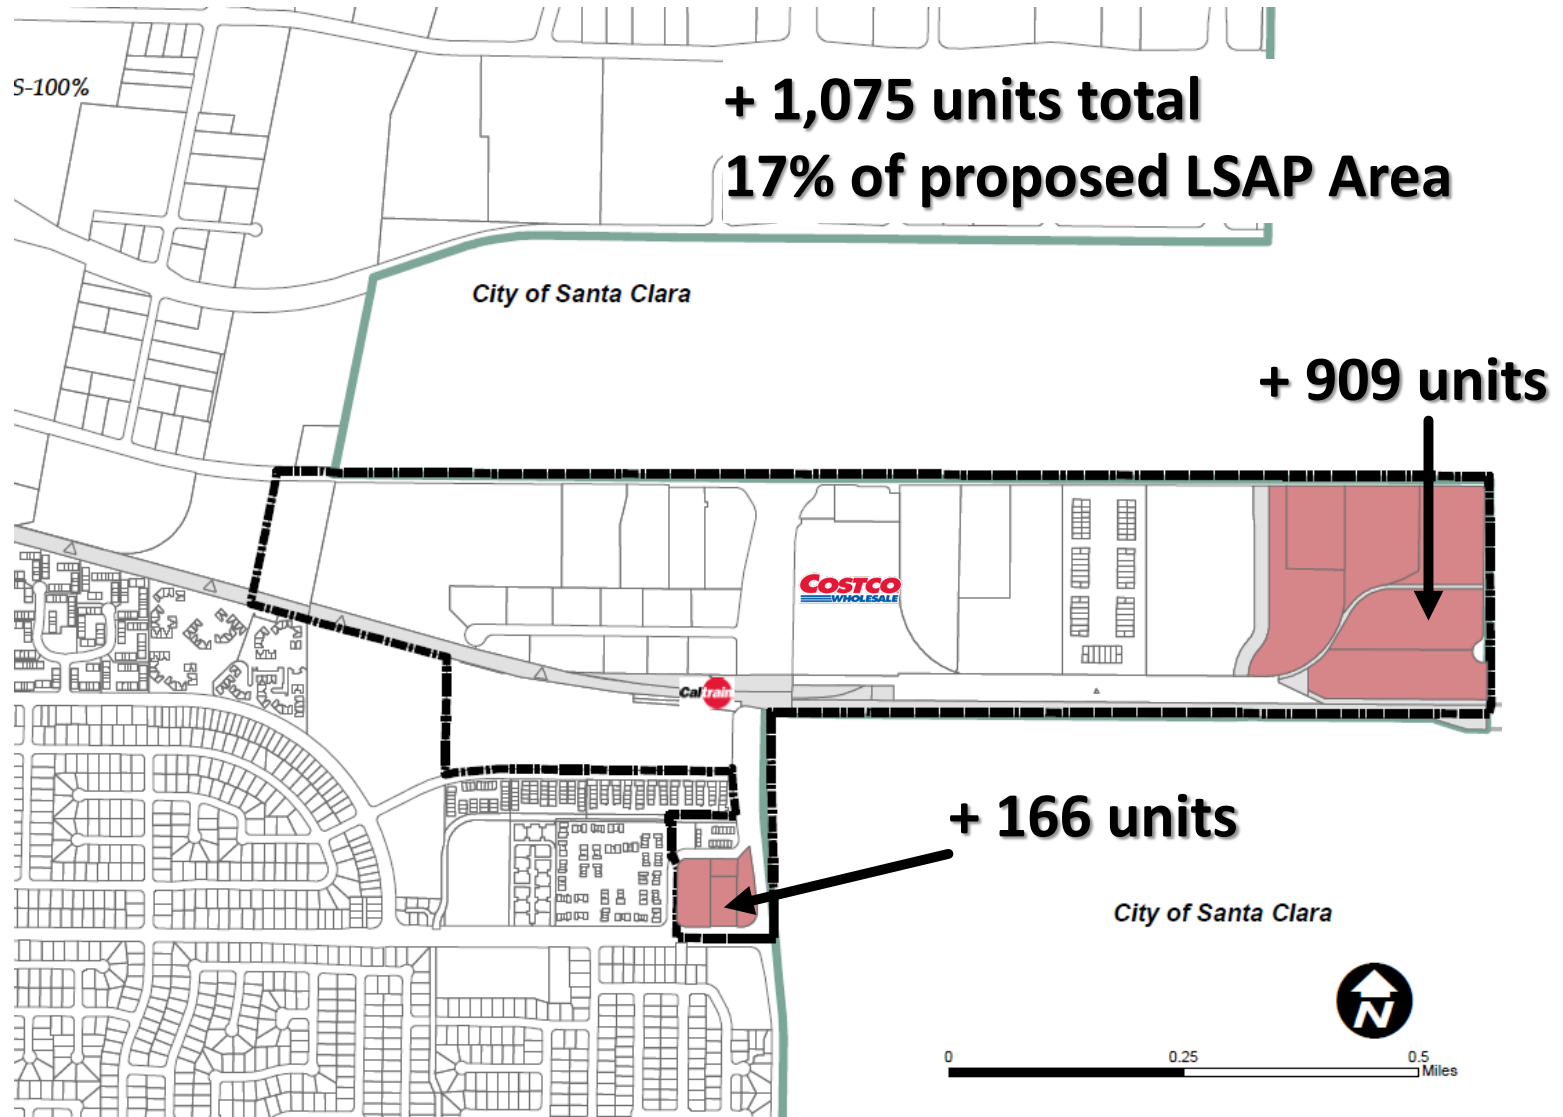 S-100%
+ 1,075 units total
17% of proposed LSAP Area
City of Santa Clara
+ 909 units
COSTCO
WHOLESALE
Caltrain
+ 166 units
City of Santa Clara
N
0 0.25 0.5
Miles